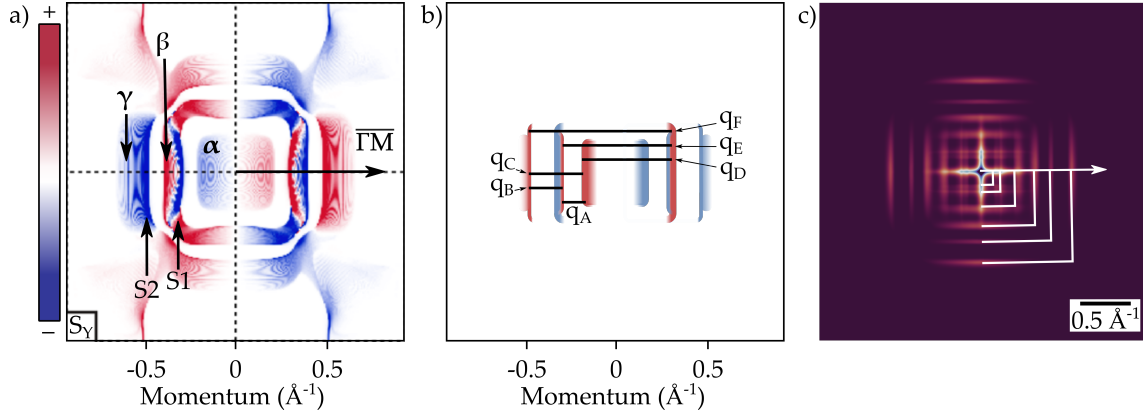 a)
+
−
β
γ
α
Γ̅M̅
S2
S1
S_Y
-0.5
0
0.5
Momentum (Å⁻¹)
b)
q_F
q_E
q_D
q_C
q_B
q_A
-0.5
0
0.5
Momentum (Å⁻¹)
c)
0.5 Å⁻¹